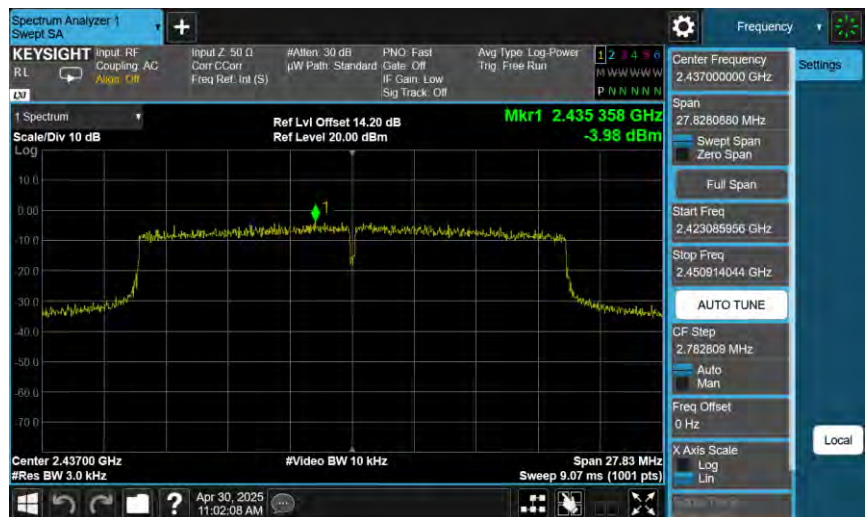 Spectrum Analyzer 1
Swept SA
+
Frequency
KEYSIGHT
RL
LXI
Input: RF
Coupling: AC
Align: Off
Input Z: 50 Ω
Corr CCorr
Freq Ref: Int (S)
#Atten: 30 dB
µW Path: Standard
PNO: Fast
Gate: Off
IF Gain: Low
Sig Track: Off
Avg Type: Log-Power
Trig: Free Run
1 2 3 4 5 6
M W W W W W
P N N N N N
Center Frequency
2.437000000 GHz
Settings
Span
27.8280880 MHz
Swept Span
Zero Span
Full Span
Start Freq
2.423085956 GHz
Stop Freq
2.450914044 GHz
AUTO TUNE
CF Step
2.782809 MHz
Auto
Man
Freq Offset
0 Hz
X Axis Scale
Log
Lin
Local
1 Spectrum
Scale/Div 10 dB
Log
Ref Lvl Offset 14.20 dB
Ref Level 20.00 dBm
Mkr1 2.435 358 GHz
-3.98 dBm
1
10.0
0.00
-10.0
-20.0
-30.0
-40.0
-50.0
-60.0
-70.0
Center 2.43700 GHz
#Res BW 3.0 kHz
#Video BW 10 kHz
Span 27.83 MHz
Sweep 9.07 ms (1001 pts)
?
Apr 30, 2025
11:02:08 AM